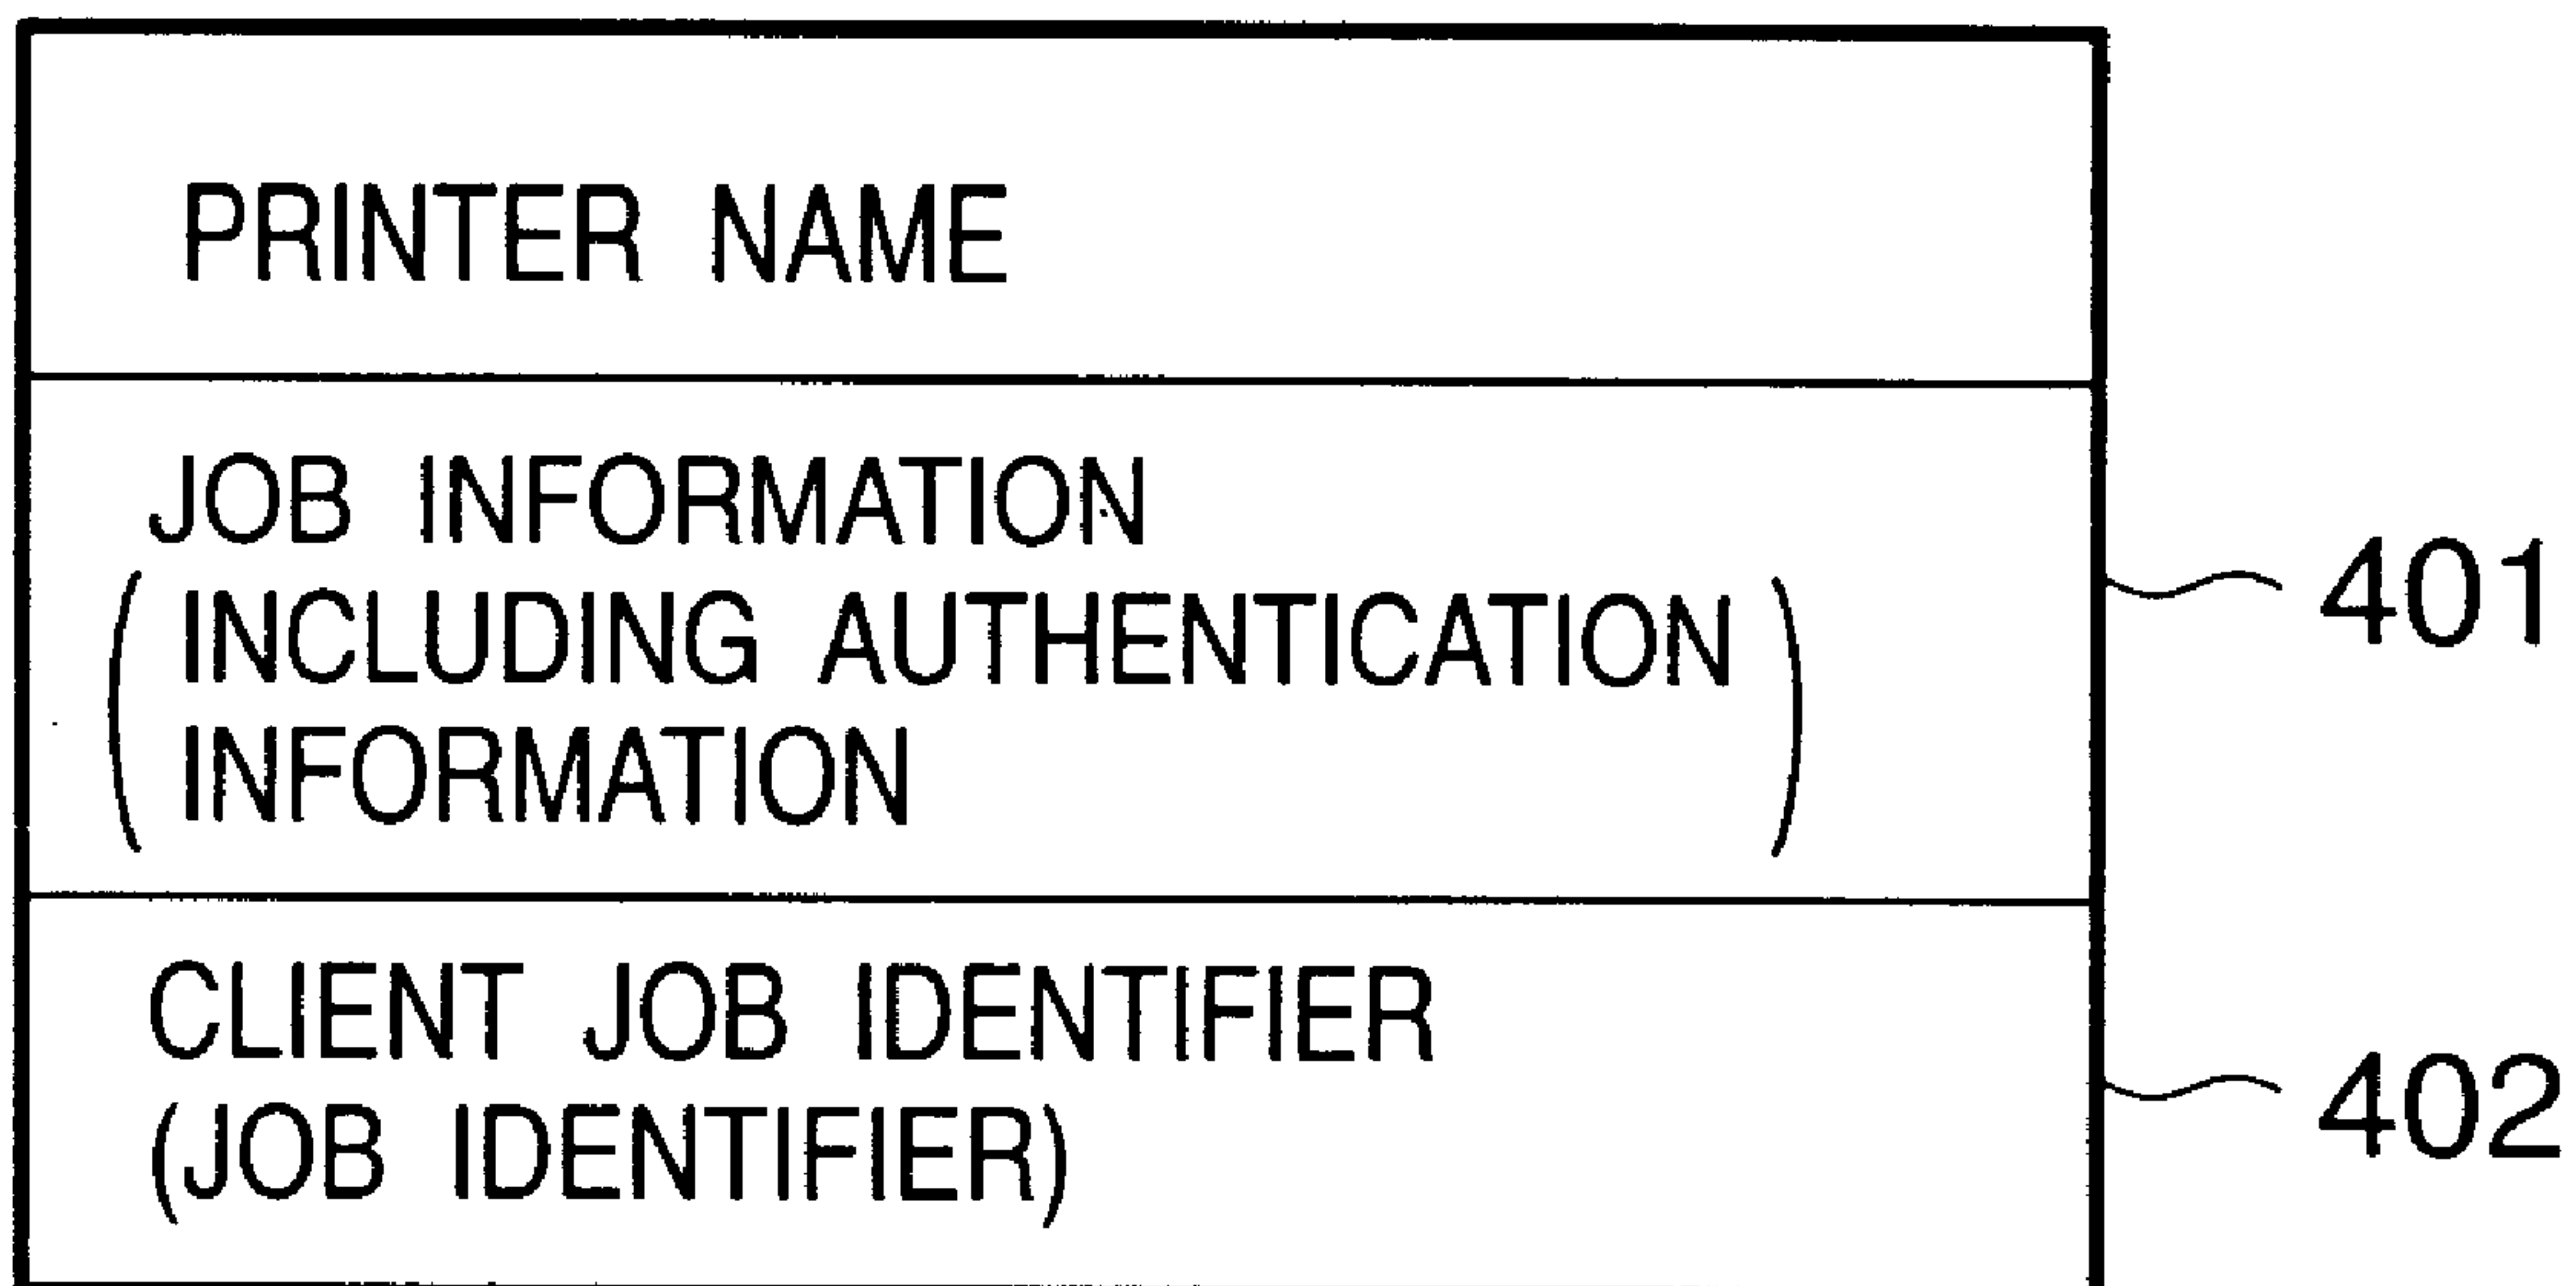 PRINTER NAME
JOB INFORMATION
(INCLUDING AUTHENTICATION
INFORMATION)
401
CLIENT JOB IDENTIFIER
(JOB IDENTIFIER)
402